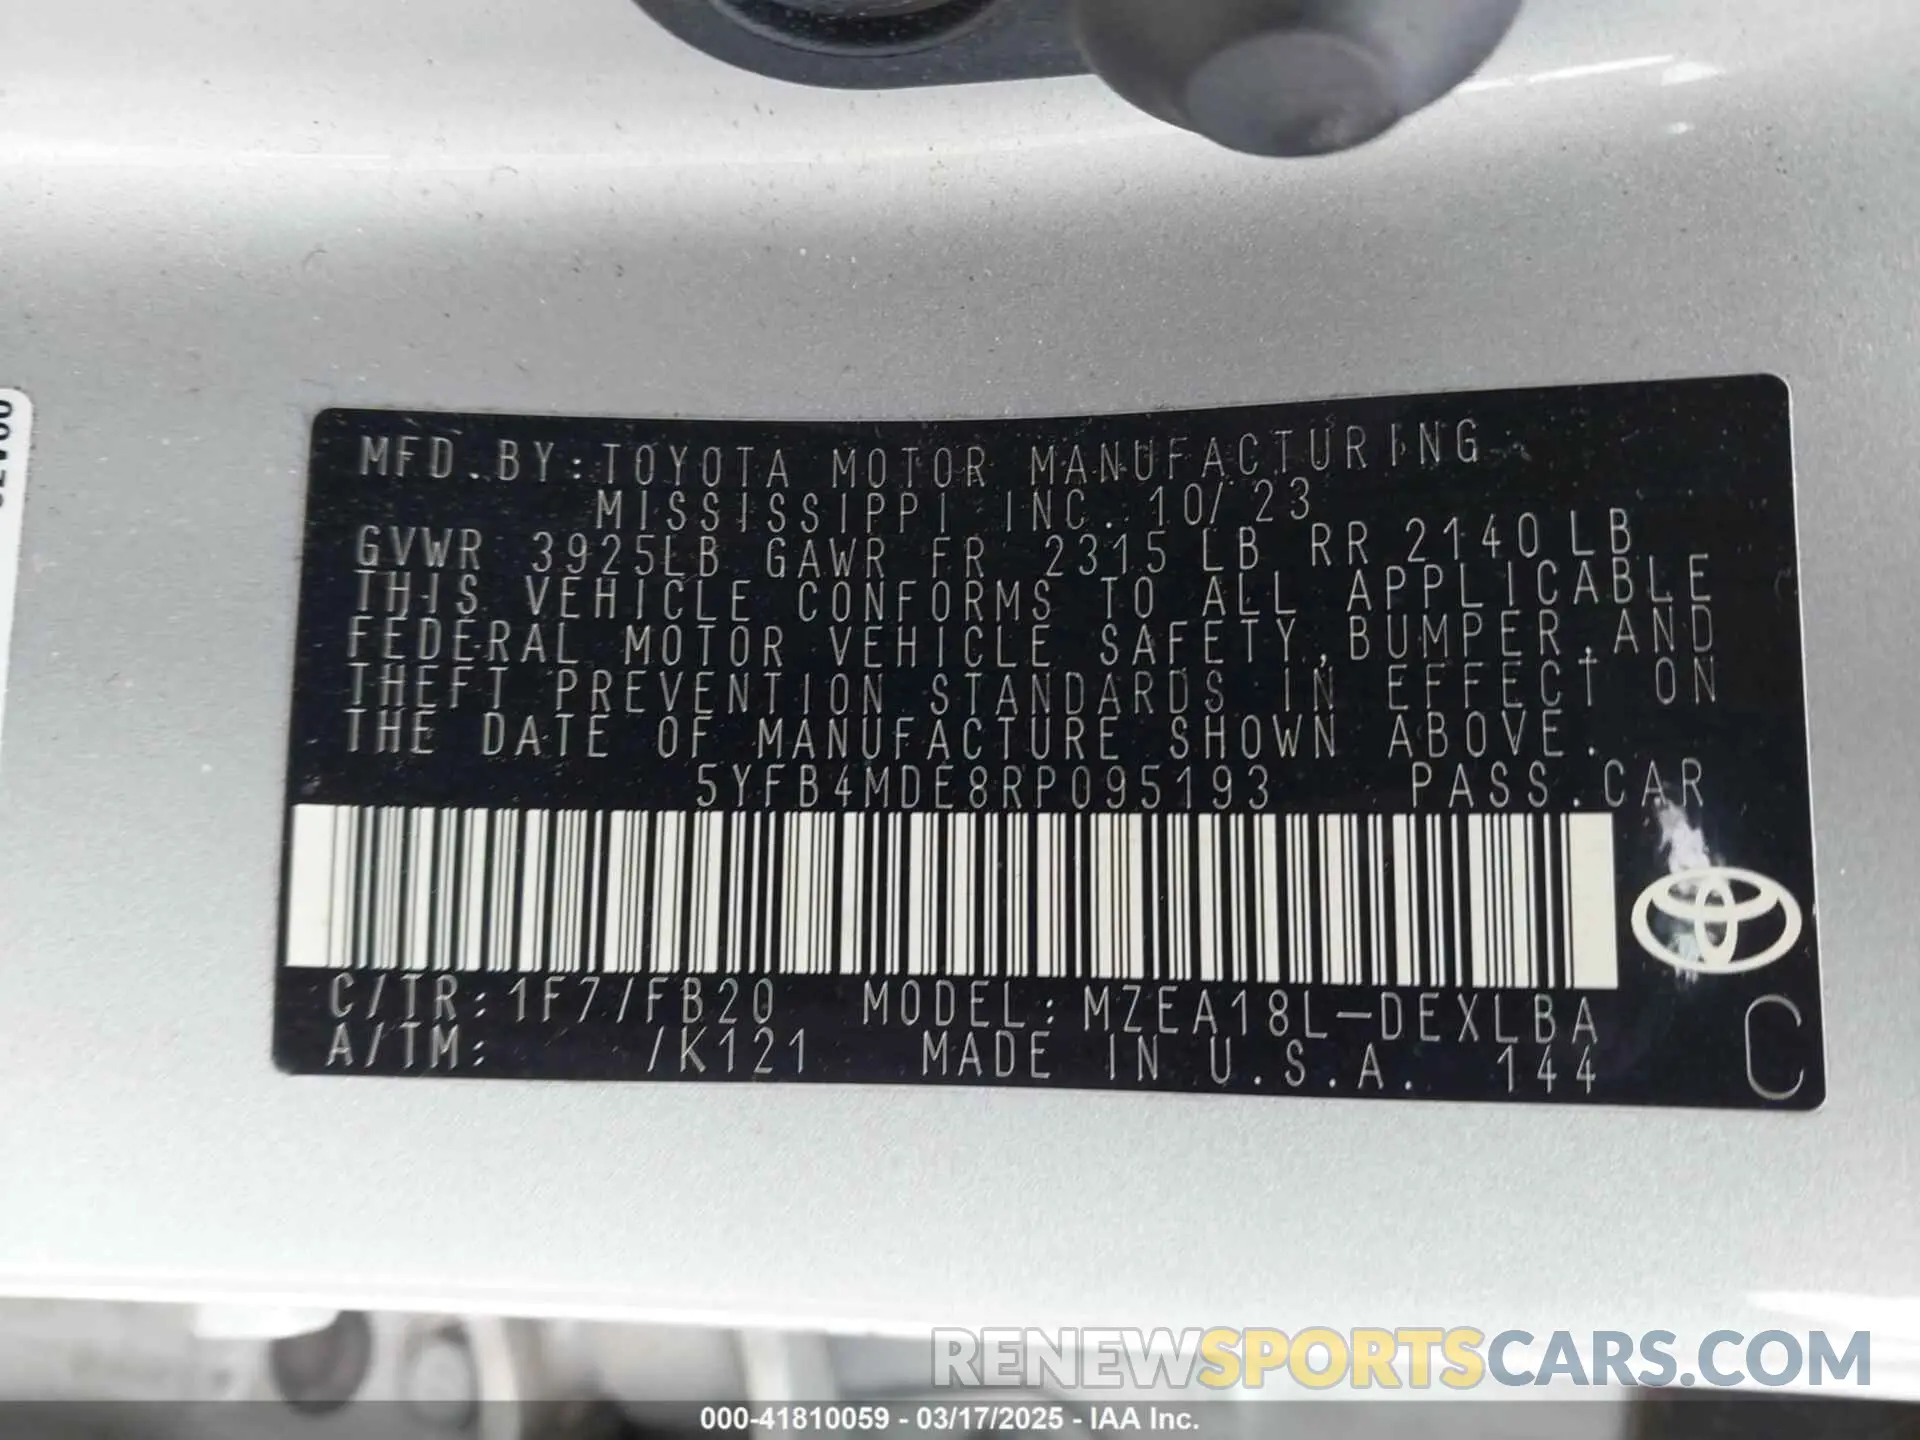 MFD.BY:TOYOTA MOTOR MANUFACTURING
MISSISSIPPI INC. 10/23
GVWR 3925LB GAWR FR 2315 LB RR 2140 LB
THIS VEHICLE CONFORMS TO ALL APPLICABLE
FEDERAL MOTOR VEHICLE SAFETY,BUMPER,AND
THEFT PREVENTION STANDARDS IN EFFECT ON
THE DATE OF MANUFACTURE SHOWN ABOVE.
5YFB4MDE8RP095193 PASS.CAR
C/TR:1F7/FB20 MODEL:MZEA18L-DEXLBA
A/TM: /K121 MADE IN U.S.A. 144
C
RENEWSPORTSCARS.COM
000-41810059 - 03/17/2025 - IAA Inc.